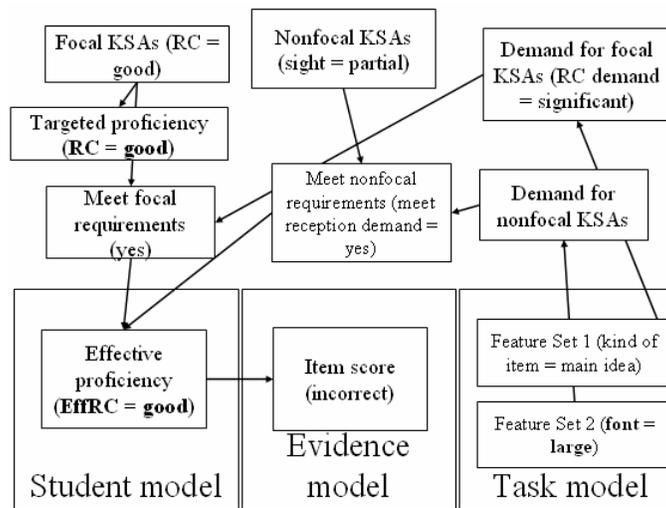 Focal KSAs (RC =
good)
Nonfocal KSAs
(sight = partial)
Demand for focal
KSAs (RC demand
= significant)
Targeted proficiency
(RC = good)
Meet focal
requirements
(yes)
Meet nonfocal
requirements (meet
reception demand =
yes)
Demand for
nonfocal KSAs
Effective
proficiency
(EffRC = good)
Item score
(incorrect)
Feature Set 1 (kind of
item = main idea)
Feature Set 2 (font =
large)
Student model
Evidence
model
Task model